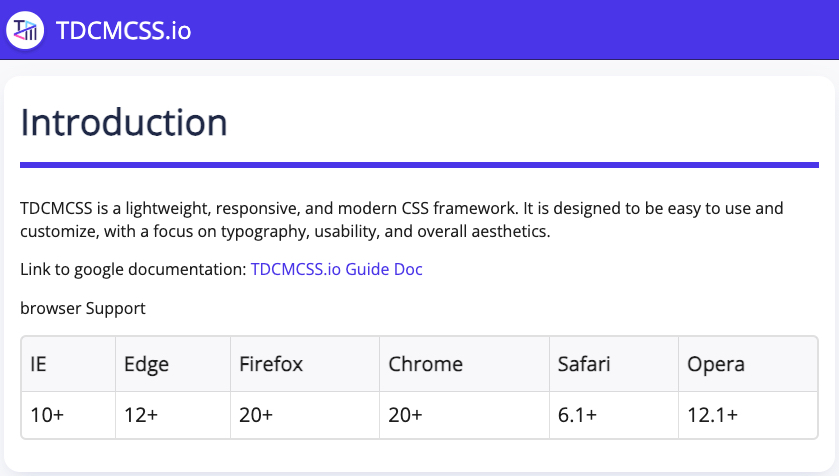 TDCMCSS.io
Introduction
TDCMCSS is a lightweight, responsive, and modern CSS framework. It is designed to be easy to use and
customize, with a focus on typography, usability, and overall aesthetics.
Link to google documentation: TDCMCSS.io Guide Doc
browser Support
IE Edge Firefox Chrome Safari Opera
10+ 12+ 20+ 20+ 6.1+ 12.1+